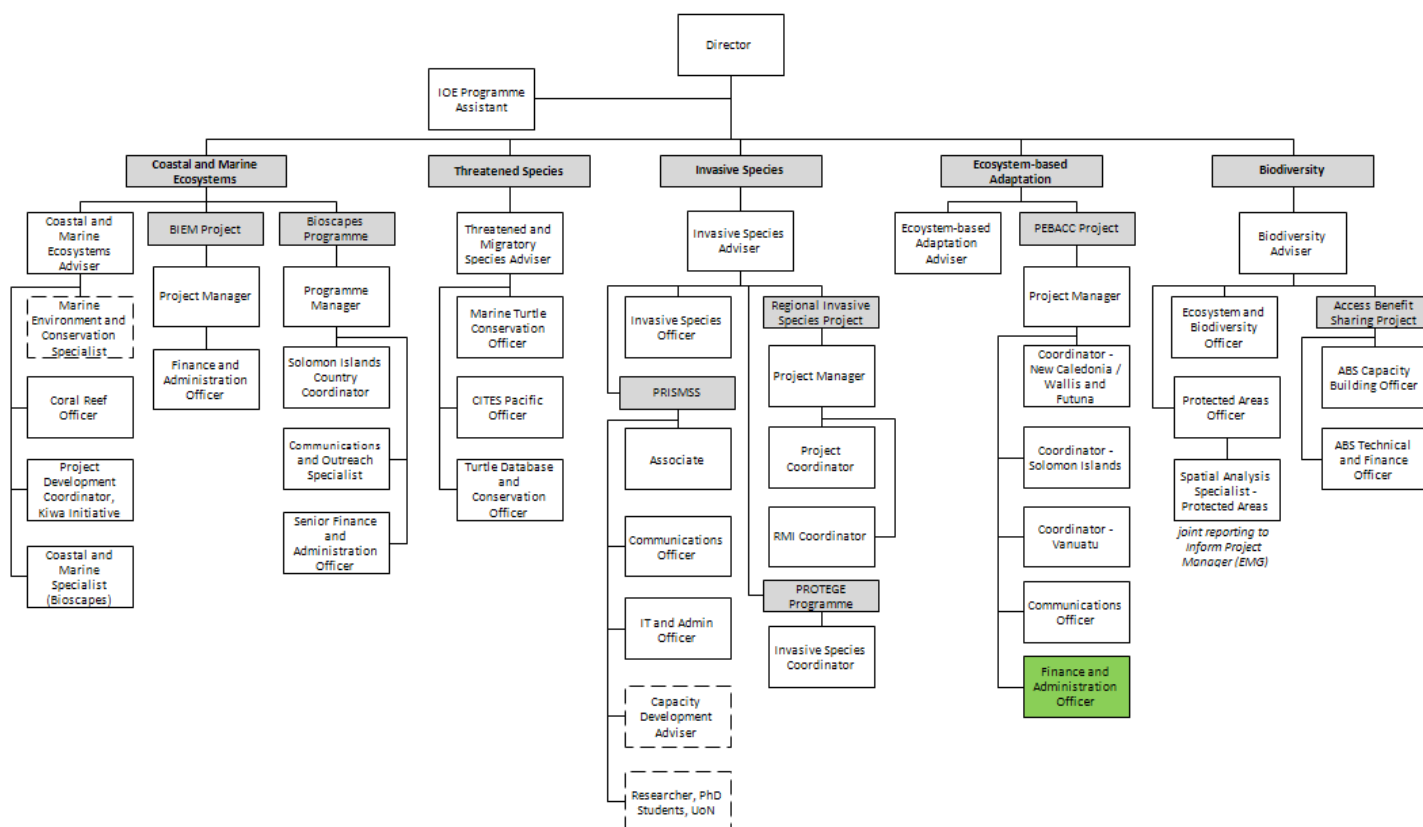 Director
IOE Programme
Assistant
Coastal and Marine
Ecosystems
Threatened Species
Invasive Species
Ecosystem-based
Adaptation
Biodiversity
Coastal and
Marine
Ecosystems
Adviser
BIEM Project
Bioscapes
Programme
Threatened and
Migratory
Species Adviser
Invasive Species
Adviser
Ecoystem-based
Adaptation
Adviser
PEBACC Project
Biodiversity
Adviser
Marine
Environment and
Conservation
Specialist
Project Manager
Programme
Manager
Marine Turtle
Conservation
Officer
Invasive Species
Officer
Regional Invasive
Species Project
Project Manager
Ecosystem and
Biodiversity
Officer
Access Benefit
Sharing Project
Coral Reef
Officer
Finance and
Administration
Officer
Solomon Islands
Country
Coordinator
CITES Pacific
Officer
PRISMSS
Project Manager
Coordinator -
New Caledonia /
Wallis and
Futuna
Protected Areas
Officer
ABS Capacity
Building Officer
Project
Development
Coordinator,
Kiwa Initiative
Communications
and Outreach
Specialist
Turtle Database
and
Conservation
Officer
Associate
Project
Coordinator
Coordinator -
Solomon Islands
Spatial Analysis
Specialist -
Protected Areas
ABS Technical
and Finance
Officer
joint reporting to
Inform Project
Manager (EMG)
Coastal and
Marine
Specialist
(Bioscapes)
Senior Finance
and
Administration
Officer
Communications
Officer
RMI Coordinator
Coordinator -
Vanuatu
IT and Admin
Officer
PROTEGE
Programme
Communications
Officer
Invasive Species
Coordinator
Finance and
Administration
Officer
Capacity
Development
Adviser
Researcher, PhD
Students, UoN